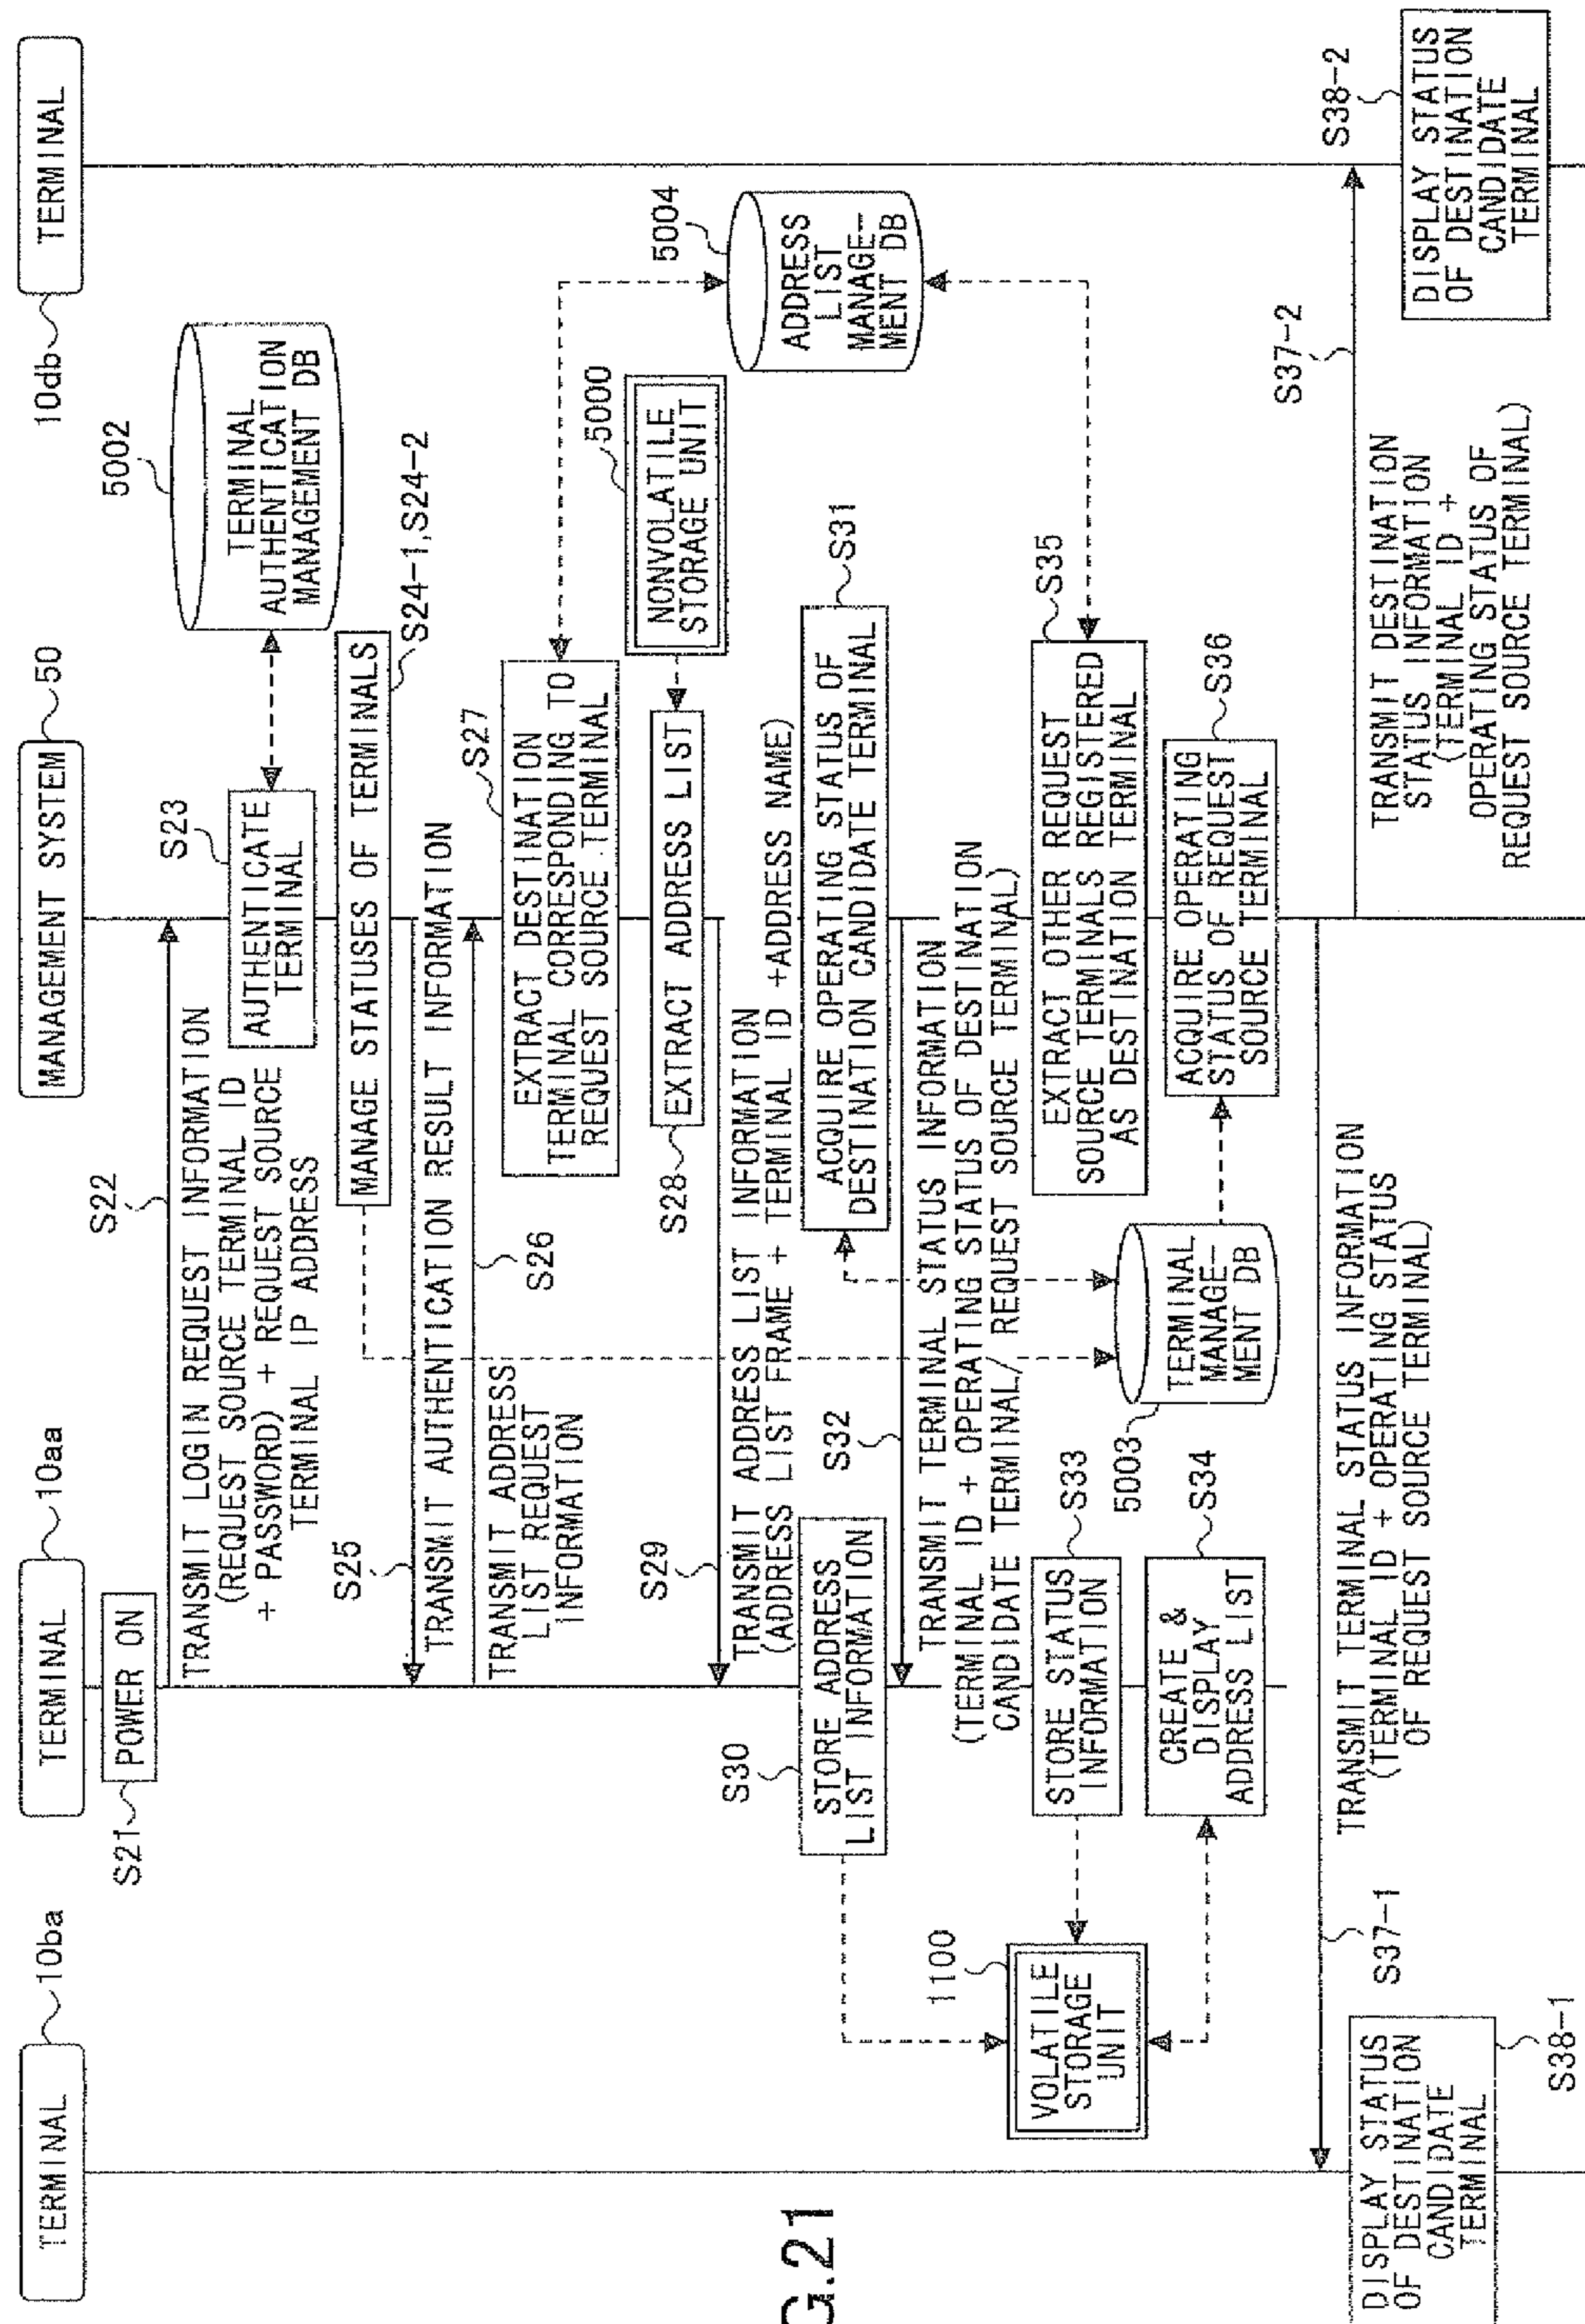 G.21
TERMINAL
10ba
TERMINAL
10aa
MANAGEMENT SYSTEM
50
TERMINAL
10db
S21
POWER ON
S22
TRANSMIT LOGIN REQUEST INFORMATION
(REQUEST SOURCE TERMINAL ID
+ PASSWORD) + REQUEST SOURCE
TERMINAL IP ADDRESS
S23
AUTHENTICATE
TERMINAL
5002
TERMINAL
AUTHENTICATION
MANAGEMENT DB
MANAGE STATUSES OF TERMINALS
S24-1,S24-2
S25
TRANSMIT AUTHENTICATION RESULT INFORMATION
S26
TRANSMIT ADDRESS
LIST REQUEST
INFORMATION
S27
EXTRACT DESTINATION
TERMINAL CORRESPONDING TO
REQUEST SOURCE TERMINAL
5004
ADDRESS
LIST
MANAGE-
MENT DB
5000
NONVOLATILE
STORAGE UNIT
S28
EXTRACT ADDRESS LIST
S29
TRANSMIT ADDRESS LIST INFORMATION
(ADDRESS LIST FRAME + TERMINAL ID +ADDRESS NAME)
S30
STORE ADDRESS
LIST INFORMATION
S31
ACQUIRE OPERATING STATUS OF
DESTINATION CANDIDATE TERMINAL
S32
TRANSMIT TERMINAL STATUS INFORMATION
(TERMINAL ID + OPERATING STATUS OF DESTINATION
CANDIDATE TERMINAL/ REQUEST SOURCE TERMINAL)
1100
VOLATILE
STORAGE
UNIT
S33
STORE STATUS
INFORMATION
5003
TERMINAL
MANAGE-
MENT DB
S34
CREATE &
DISPLAY
ADDRESS LIST
S35
EXTRACT OTHER REQUEST
SOURCE TERMINALS REGISTERED
AS DESTINATION TERMINAL
S36
ACQUIRE OPERATING
STATUS OF REQUEST
SOURCE TERMINAL
S37-1
TRANSMIT TERMINAL STATUS INFORMATION
(TERMINAL ID + OPERATING STATUS
OF REQUEST SOURCE TERMINAL)
S37-2
TRANSMIT DESTINATION
STATUS INFORMATION
(TERMINAL ID +
OPERATING STATUS OF
REQUEST SOURCE TERMINAL)
DISPLAY STATUS
OF DESTINATION
CANDIDATE
TERMINAL
S38-1
S38-2
DISPLAY STATUS
OF DESTINATION
CANDIDATE
TERMINAL